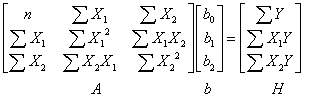 n ∑X₁ ∑X₂ b₀ ∑Y
∑X₁ ∑X₁² ∑X₁X₂ b₁ = ∑X₁Y
∑X₂ ∑X₂X₁ ∑X₂² b₂ ∑X₂Y
A b H